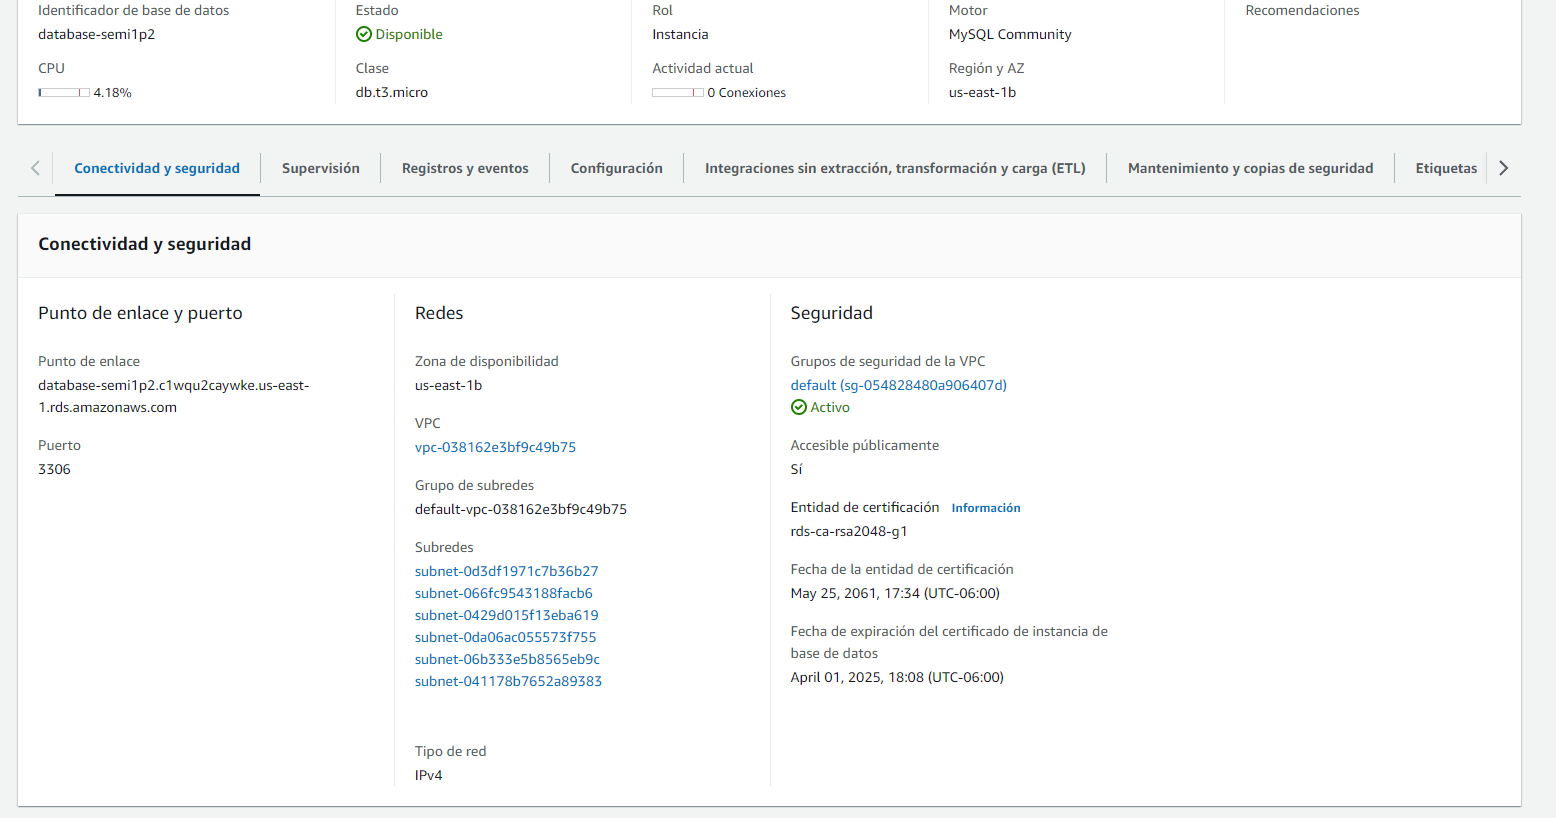 Identificador de base de datos
database-semi1p2
Estado
Disponible
Rol
Instancia
Motor
MySQL Community
Recomendaciones
CPU
4.18%
Clase
db.t3.micro
Actividad actual
0 Conexiones
Región y AZ
us-east-1b
Conectividad y seguridad
Supervisión
Registros y eventos
Configuración
Integraciones sin extracción, transformación y carga (ETL)
Mantenimiento y copias de seguridad
Etiquetas
Conectividad y seguridad
Punto de enlace y puerto
Punto de enlace
database-semi1p2.c1wqu2caywke.us-east-
1.rds.amazonaws.com
Puerto
3306
Redes
Zona de disponibilidad
us-east-1b
VPC
vpc-038162e3bf9c49b75
Grupo de subredes
default-vpc-038162e3bf9c49b75
Subredes
subnet-0d3df1971c7b36b27
subnet-066fc9543188facb6
subnet-0429d015f13eba619
subnet-0da06ac055573f755
subnet-06b333e5b8565eb9c
subnet-041178b7652a89383
Tipo de red
IPv4
Seguridad
Grupos de seguridad de la VPC
default (sg-054828480a906407d)
Activo
Accesible públicamente
Sí
Entidad de certificación Información
rds-ca-rsa2048-g1
Fecha de la entidad de certificación
May 25, 2061, 17:34 (UTC-06:00)
Fecha de expiración del certificado de instancia de
base de datos
April 01, 2025, 18:08 (UTC-06:00)